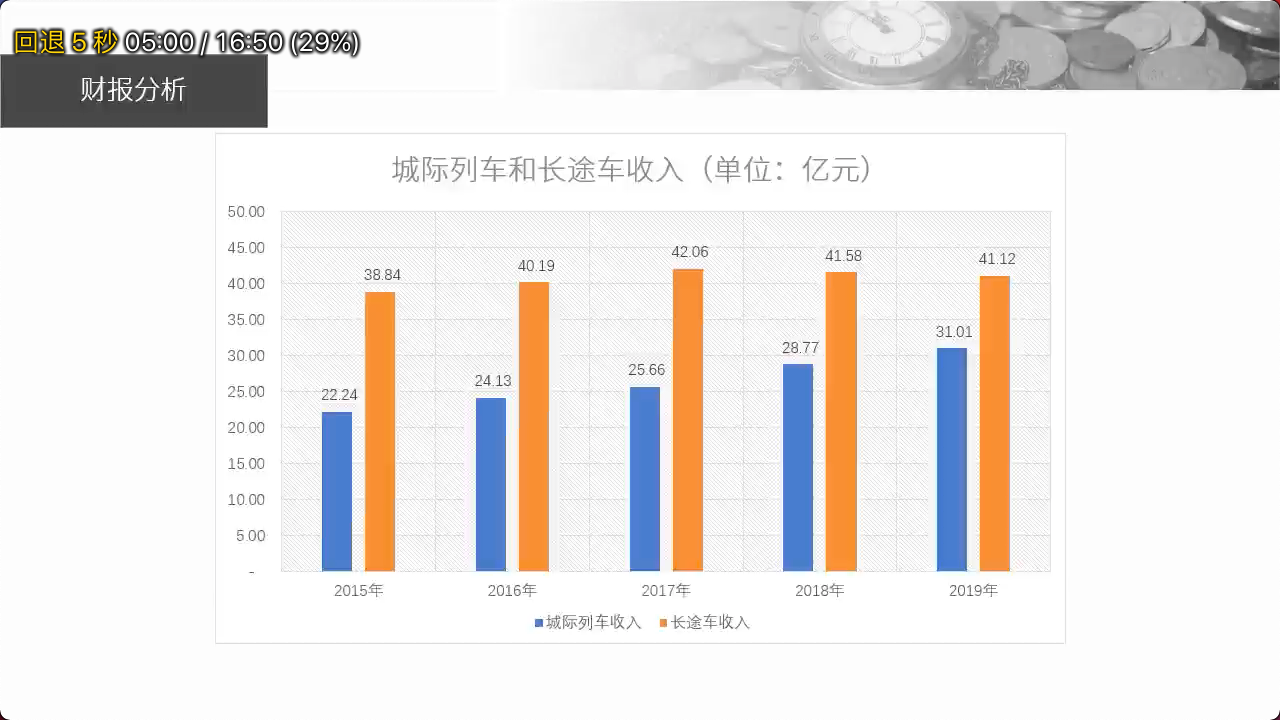 回退 5 秒 05:00 / 16:50 (29%)
财报分析
城际列车和长途车收入（单位：亿元）
50.00
45.00
40.00
35.00
30.00
25.00
20.00
15.00
10.00
5.00
-
22.24
38.84
24.13
40.19
25.66
42.06
28.77
41.58
31.01
41.12
2015年
2016年
2017年
2018年
2019年
城际列车收入
长途车收入